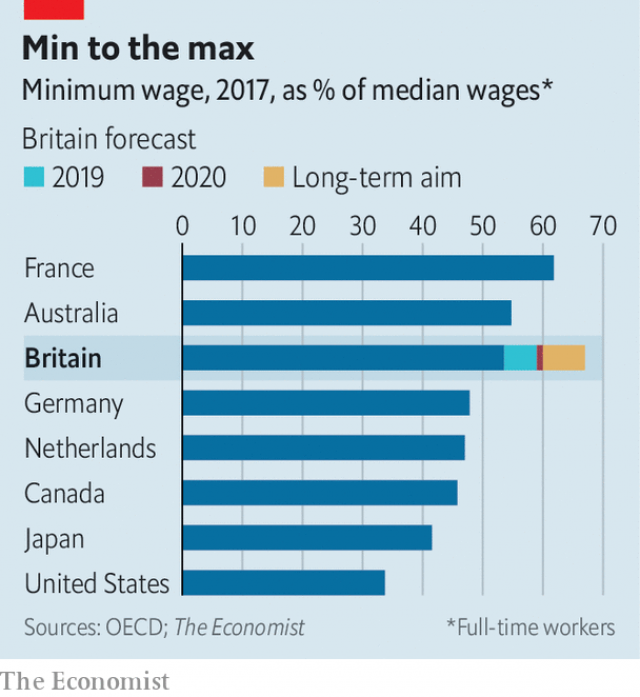 Min to the max
Minimum wage, 2017, as % of median wages*
Britain forecast
2019 2020 Long-term aim
0 10 20 30 40 50 60 70
France
Australia
Britain
Germany
Netherlands
Canada
Japan
United States
Sources: OECD; The Economist *Full-time workers
The Economist